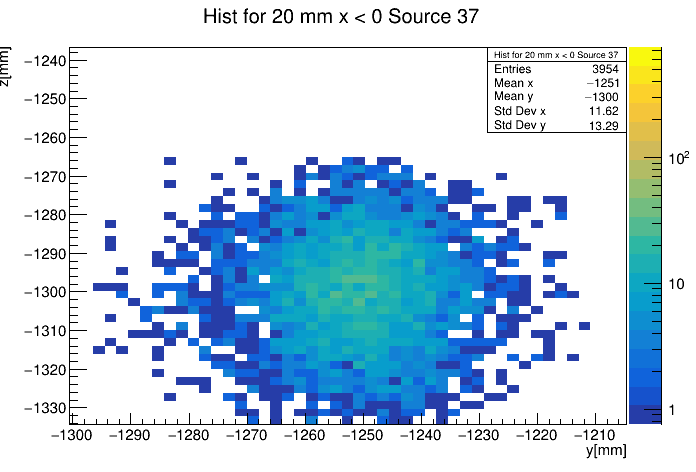 Hist for 20 mm x < 0 Source 37
z[mm]
Hist for 20 mm x < 0 Source 37
Entries 3954
Mean x −1251
Mean y −1300
Std Dev x 11.62
Std Dev y 13.29
−1240
−1250
−1260
−1270
−1280
−1290
−1300
−1310
−1320
−1330
10²
10
1
−1300 −1290 −1280 −1270 −1260 −1250 −1240 −1230 −1220 −1210
y[mm]